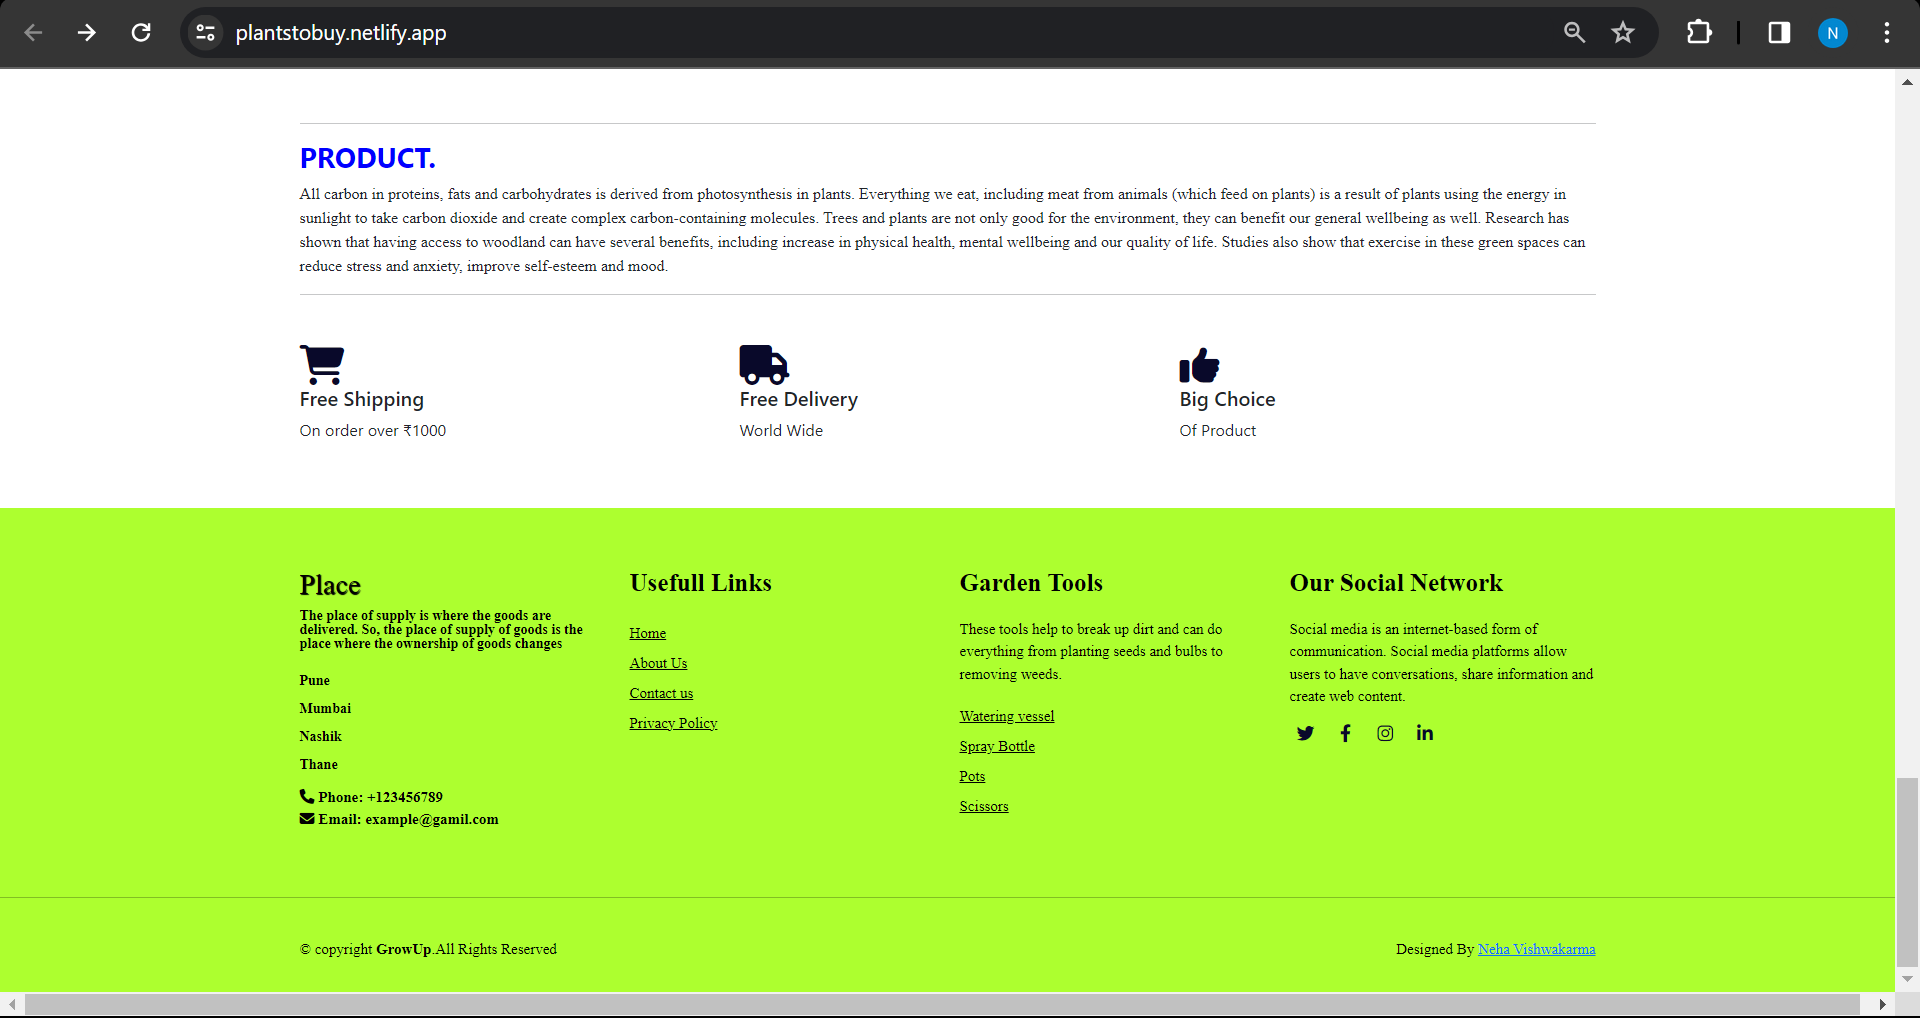 plantstobuy.netlify.app
N
PRODUCT.
All carbon in proteins, fats and carbohydrates is derived from photosynthesis in plants. Everything we eat, including meat from animals (which feed on plants) is a result of plants using the energy in
sunlight to take carbon dioxide and create complex carbon-containing molecules. Trees and plants are not only good for the environment, they can benefit our general wellbeing as well. Research has
shown that having access to woodland can have several benefits, including increase in physical health, mental wellbeing and our quality of life. Studies also show that exercise in these green spaces can
reduce stress and anxiety, improve self-esteem and mood.
Free Shipping
On order over ₹1000
Free Delivery
World Wide
Big Choice
Of Product
Place
The place of supply is where the goods are
delivered. So, the place of supply of goods is the
place where the ownership of goods changes
Pune
Mumbai
Nashik
Thane
Phone: +123456789
Email: example@gamil.com
Usefull Links
Home
About Us
Contact us
Privacy Policy
Garden Tools
These tools help to break up dirt and can do
everything from planting seeds and bulbs to
removing weeds.
Watering vessel
Spray Bottle
Pots
Scissors
Our Social Network
Social media is an internet-based form of
communication. Social media platforms allow
users to have conversations, share information and
create web content.
© copyright GrowUp.All Rights Reserved
Designed By Neha Vishwakarma